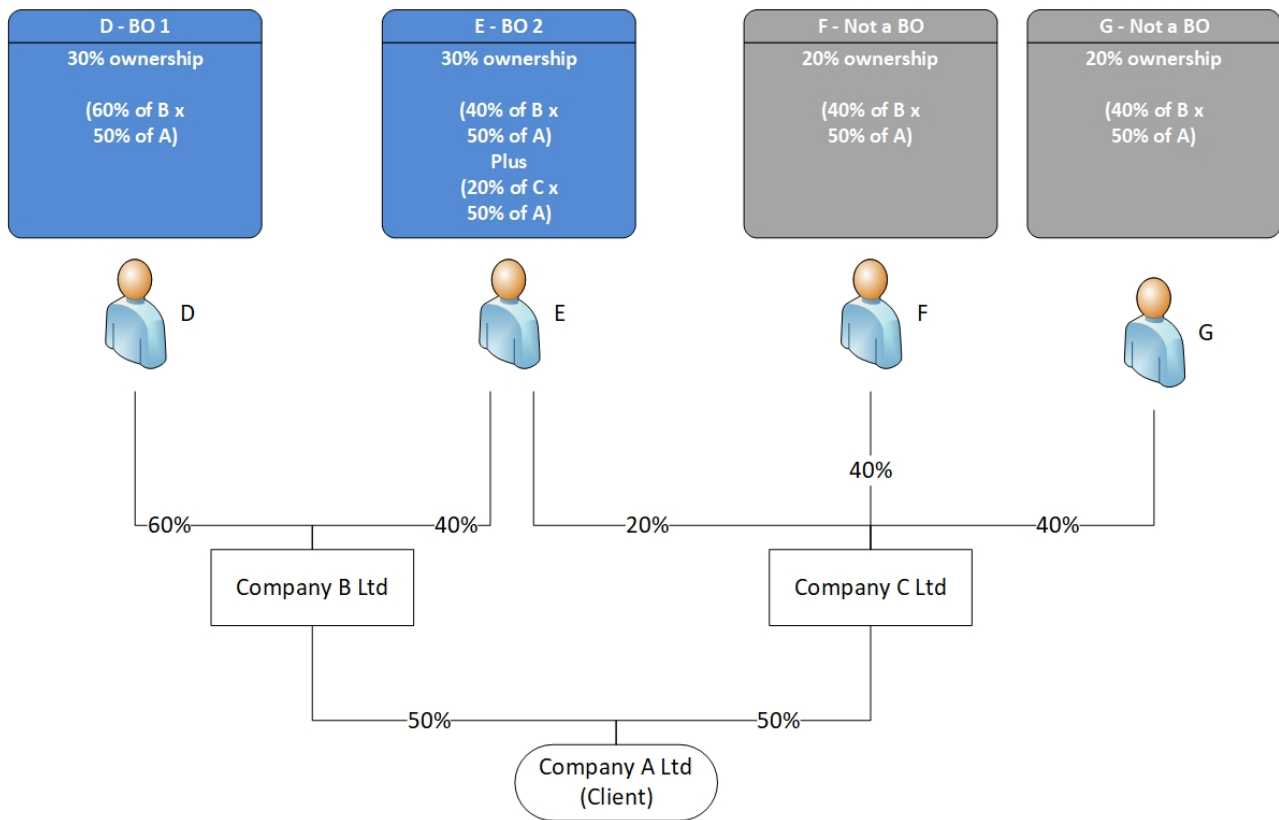 D - BO 1
30% ownership
(60% of B x
50% of A)
E - BO 2
30% ownership
(40% of B x
50% of A)
Plus
(20% of C x
50% of A)
F - Not a BO
20% ownership
(40% of B x
50% of A)
G - Not a BO
20% ownership
(40% of B x
50% of A)
D
E
F
G
40%
60%
40%
20%
40%
Company B Ltd
Company C Ltd
50%
50%
Company A Ltd
(Client)